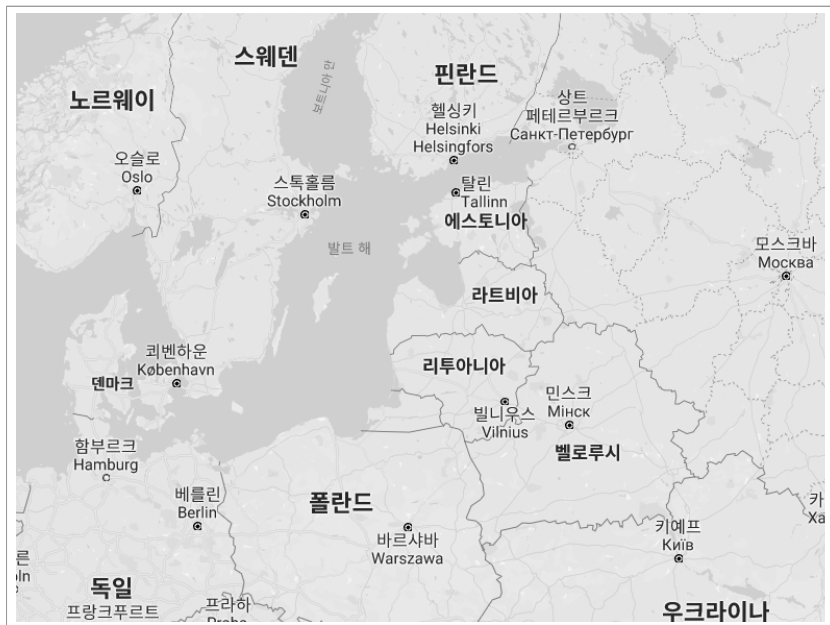 스웨덴
핀란드
노르웨이
보트니아 만
상트
페테르부르크
Санкт-Петербург
헬싱키
Helsinki
Helsingfors
오슬로
Oslo
스톡홀름
Stockholm
탈린
Tallinn
에스토니아
발트 해
모스크바
Москва
라트비아
쾨벤하운
København
덴마크
리투아니아
빌니우스
Vilnius
민스크
Мінск
벨로루시
함부르크
Hamburg
베를린
Berlin
폴란드
바르샤바
Warszawa
키예프
Київ
독일
프랑크푸르트
프라하
우크라이나